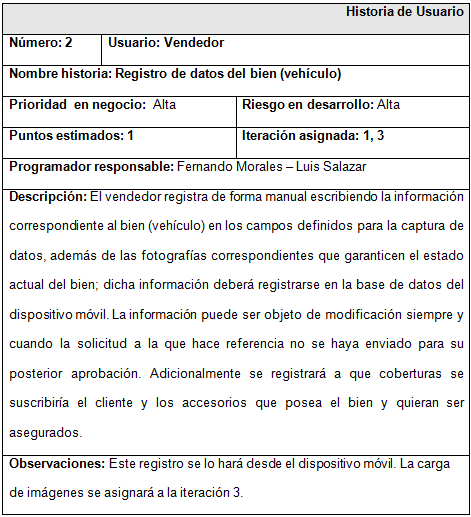 Historia de Usuario
Número: 2 Usuario: Vendedor
Nombre historia: Registro de datos del bien (vehículo)
Prioridad en negocio: Alta Riesgo en desarrollo: Alta
Puntos estimados: 1 Iteración asignada: 1, 3
Programador responsable: Fernando Morales – Luis Salazar
Descripción: El vendedor registra de forma manual escribiendo la información
correspondiente al bien (vehículo) en los campos definidos para la captura de
datos, además de las fotografías correspondientes que garanticen el estado
actual del bien; dicha información deberá registrarse en la base de datos del
dispositivo móvil. La información puede ser objeto de modificación siempre y
cuando la solicitud a la que hace referencia no se haya enviado para su
posterior aprobación. Adicionalmente se registrará a que coberturas se
suscribiría el cliente y los accesorios que posea el bien y quieran ser
asegurados.
Observaciones: Este registro se lo hará desde el dispositivo móvil. La carga
de imágenes se asignará a la iteración 3.